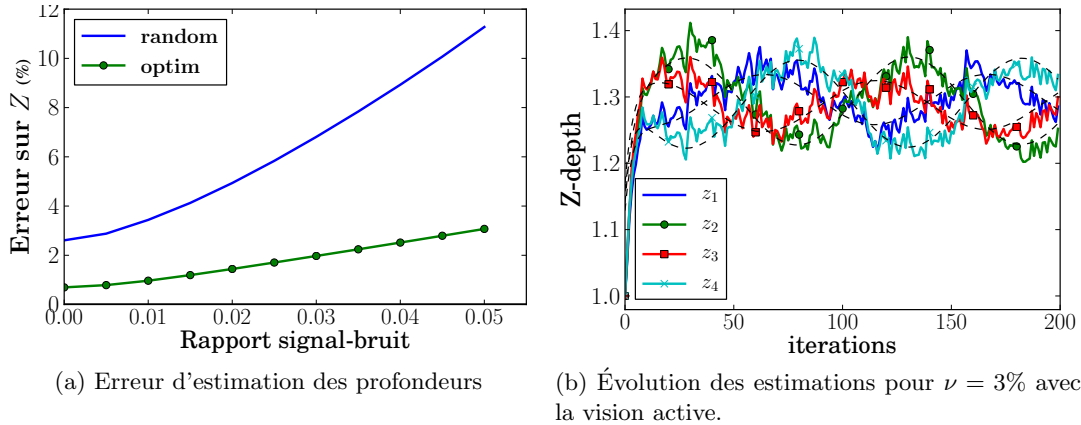 12
10
8
6
4
2
0
Erreur sur Z (%)
random
optim
0.00 0.01 0.02 0.03 0.04 0.05
Rapport signal-bruit
(a) Erreur d'estimation des profondeurs
1.4
1.3
1.2
1.1
1.0
Z-depth
z1
z2
z3
z4
0 50 100 150 200
iterations
(b) Évolution des estimations pour ν = 3% avec
la vision active.